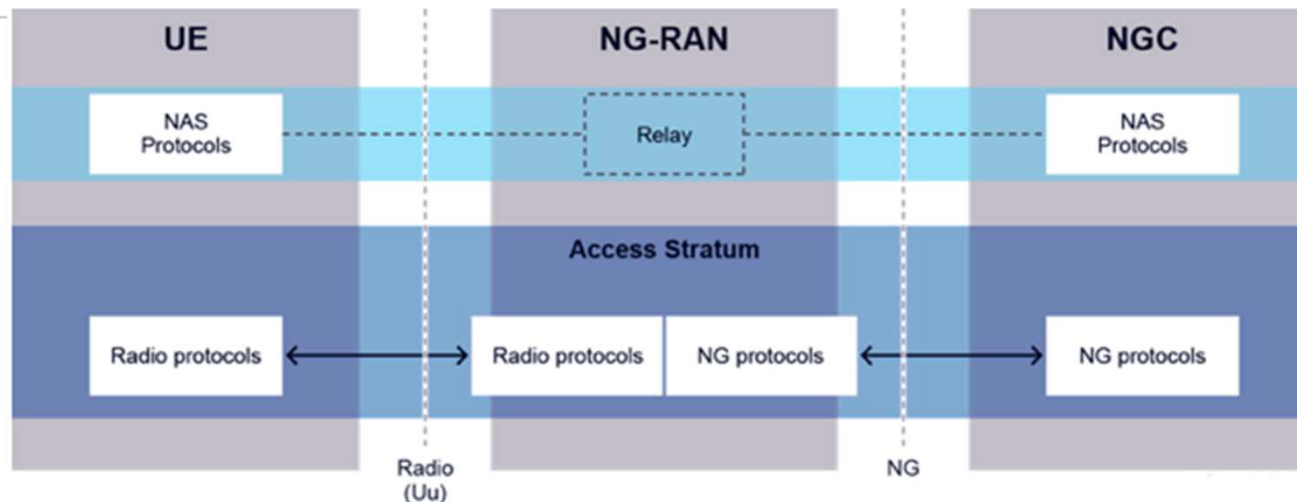 UE
NG-RAN
NGC
NAS
Protocols
Relay
NAS
Protocols
Access Stratum
Radio protocols
Radio protocols
NG protocols
NG protocols
Radio
(Uu)
NG